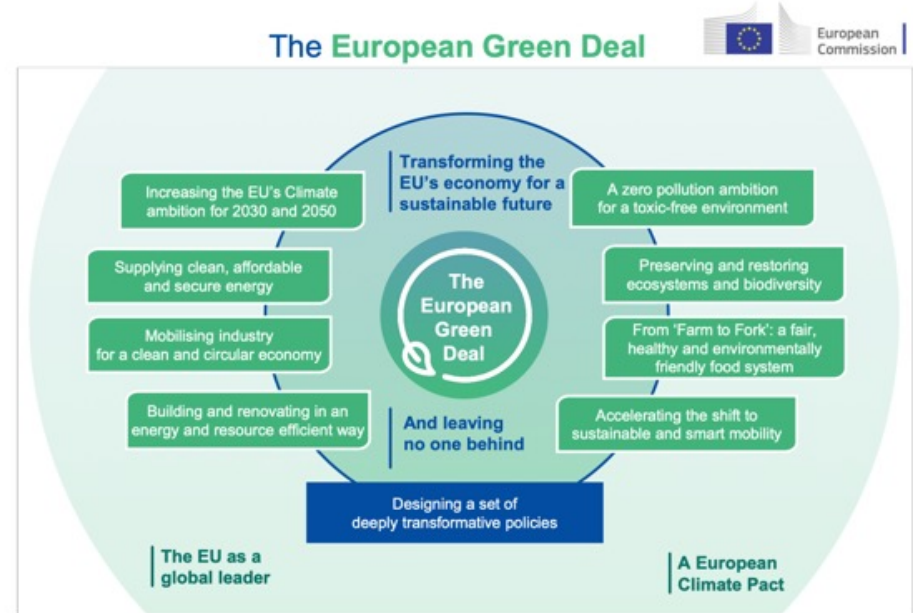 The European Green Deal
European
Commission
Transforming the
EU's economy for a
sustainable future
Increasing the EU's Climate
ambition for 2030 and 2050
Supplying clean, affordable
and secure energy
Mobilising industry
for a clean and circular economy
Building and renovating in an
energy and resource efficient way
The
European
Green
Deal
A zero pollution ambition
for a toxic-free environment
Preserving and restoring
ecosystems and biodiversity
From ‘Farm to Fork’: a fair,
healthy and environmentally
friendly food system
Accelerating the shift to
sustainable and smart mobility
And leaving
no one behind
Designing a set of
deeply transformative policies
The EU as a
global leader
A European
Climate Pact